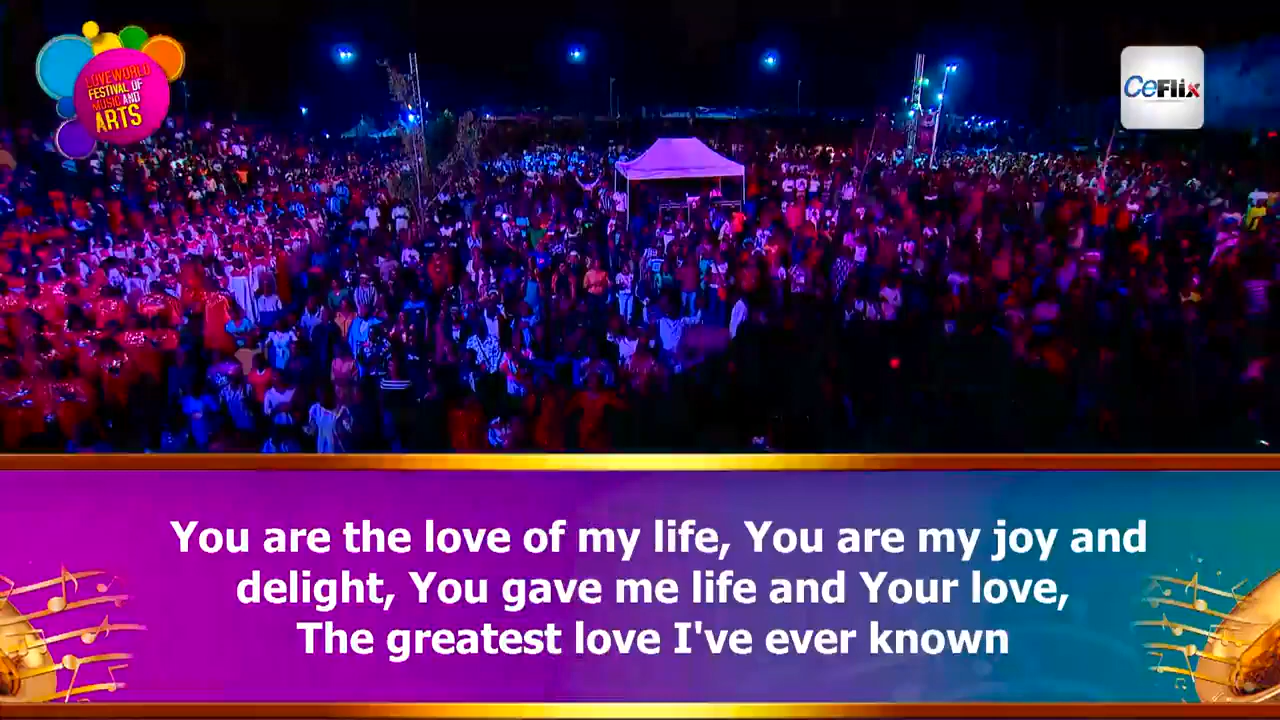 LOVEWORLD
FESTIVAL OF
MUSIC AND
ARTS
CeFlix
You are the love of my life, You are my joy and
delight, You gave me life and Your love,
The greatest love I've ever known